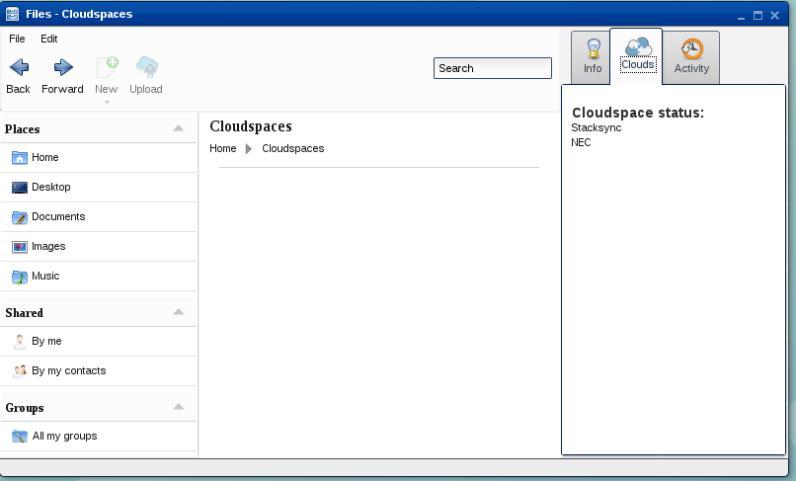 Files - Cloudspaces
File Edit
Back Forward New Upload
Search
Info Clouds Activity
Places
Home
Desktop
Documents
Images
Music
Shared
By me
By my contacts
Groups
All my groups
Cloudspaces
Home Cloudspaces
Cloudspace status:
Stacksync
NEC